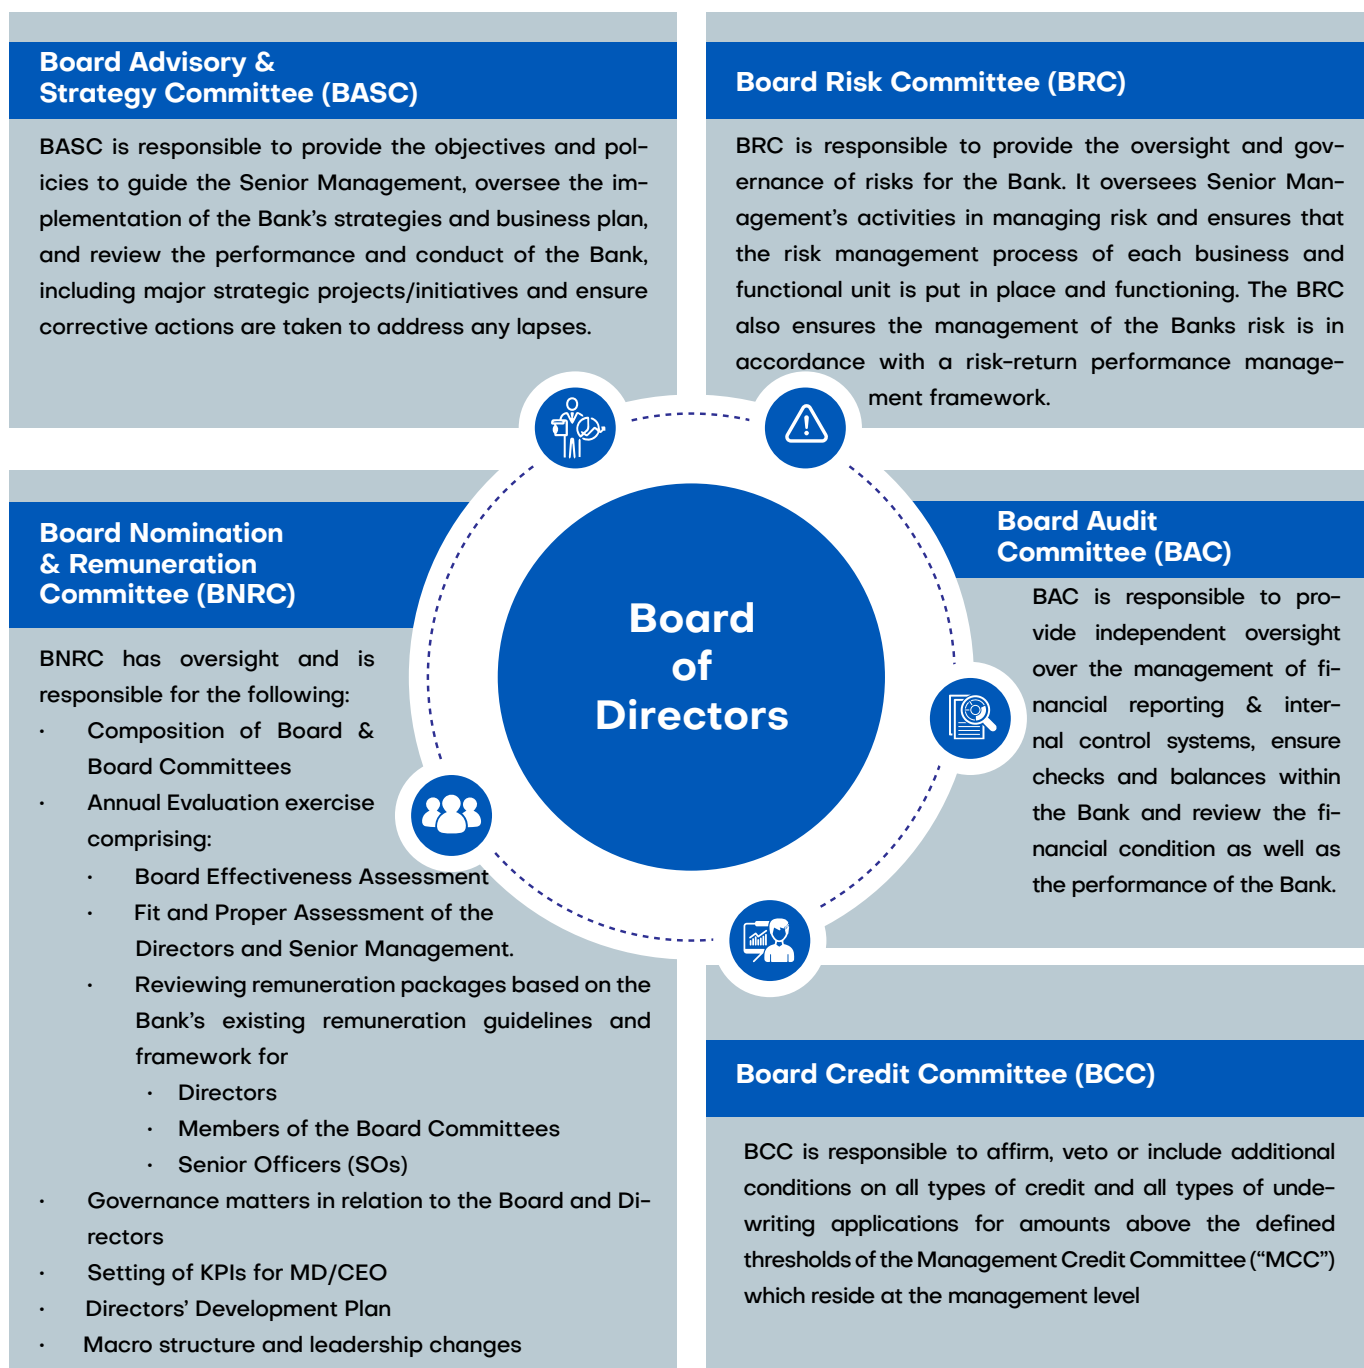 Board Advisory &
Strategy Committee (BASC)
BASC is responsible to provide the objectives and pol-
icies to guide the Senior Management, oversee the im-
plementation of the Bank's strategies and business plan,
and review the performance and conduct of the Bank,
including major strategic projects/initiatives and ensure
corrective actions are taken to address any lapses.
Board Risk Committee (BRC)
BRC is responsible to provide the oversight and gov-
ernance of risks for the Bank. It oversees Senior Man-
agement's activities in managing risk and ensures that
the risk management process of each business and
functional unit is put in place and functioning. The BRC
also ensures the management of the Banks risk is in
accordance with a risk-return performance manage-
ment framework.
Board Nomination
& Remuneration
Committee (BNRC)
BNRC has oversight and is
responsible for the following:
· Composition of Board &
Board Committees
· Annual Evaluation exercise
comprising:
· Board Effectiveness Assessment
· Fit and Proper Assessment of the
Directors and Senior Management.
· Reviewing remuneration packages based on the
Bank's existing remuneration guidelines and
framework for
· Directors
· Members of the Board Committees
· Senior Officers (SOs)
· Governance matters in relation to the Board and Di-
rectors
· Setting of KPIs for MD/CEO
· Directors' Development Plan
· Macro structure and leadership changes
Board
of
Directors
Board Audit
Committee (BAC)
BAC is responsible to pro-
vide independent oversight
over the management of fi-
nancial reporting & inter-
nal control systems, ensure
checks and balances within
the Bank and review the fi-
nancial condition as well as
the performance of the Bank.
Board Credit Committee (BCC)
BCC is responsible to affirm, veto or include additional
conditions on all types of credit and all types of unde-
writing applications for amounts above the defined
thresholds of the Management Credit Committee ("MCC")
which reside at the management level